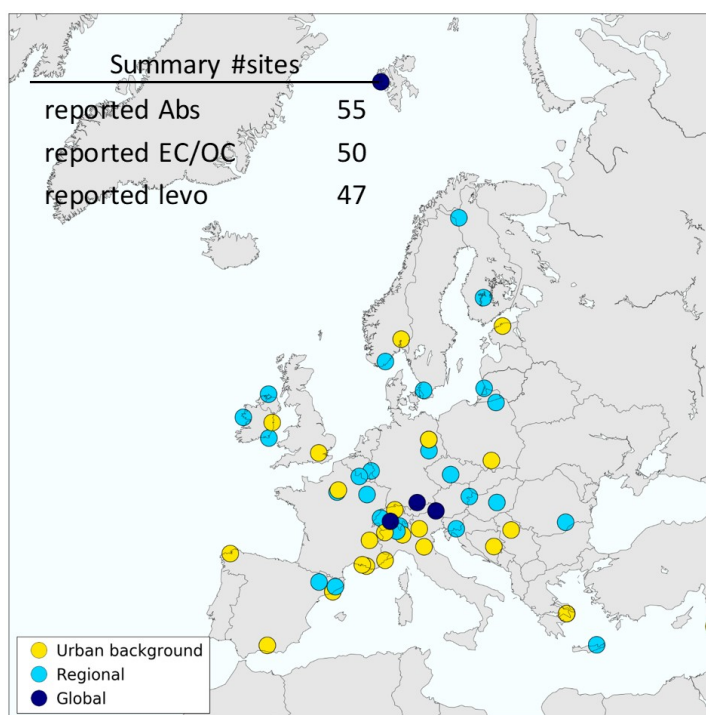 Summary #sites
reported Abs 55
reported EC/OC 50
reported levo 47
Urban background
Regional
Global